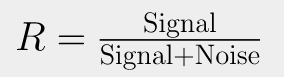 R = Signal / Signal+Noise